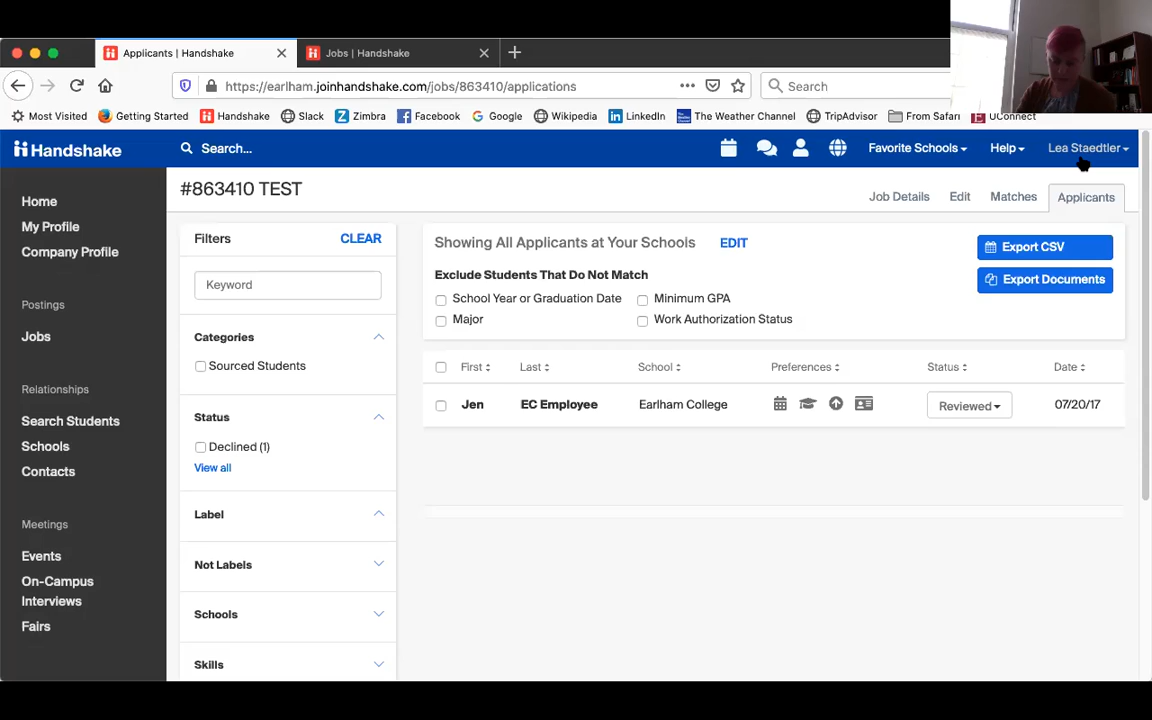 Applicants | Handshake
Jobs | Handshake
https://earlham.joinhandshake.com/jobs/863410/applications
Search
Most Visited
Getting Started
Handshake
Slack
Zimbra
Facebook
Google
Wikipedia
LinkedIn
The Weather Channel
TripAdvisor
From Safari
UConnect
Handshake
Search...
Favorite Schools
Help
Lea Staedtler
Home
My Profile
Company Profile
Postings
Jobs
Relationships
Search Students
Schools
Contacts
Meetings
Events
On-Campus
Interviews
Fairs
#863410 TEST
Job Details
Edit
Matches
Applicants
Filters
CLEAR
Keyword
Categories
Sourced Students
Status
Declined (1)
View all
Label
Not Labels
Schools
Skills
Showing All Applicants at Your Schools
EDIT
Export CSV
Export Documents
Exclude Students That Do Not Match
School Year or Graduation Date
Minimum GPA
Major
Work Authorization Status
First
Last
School
Preferences
Status
Date
Jen
EC Employee
Earlham College
Reviewed
07/20/17